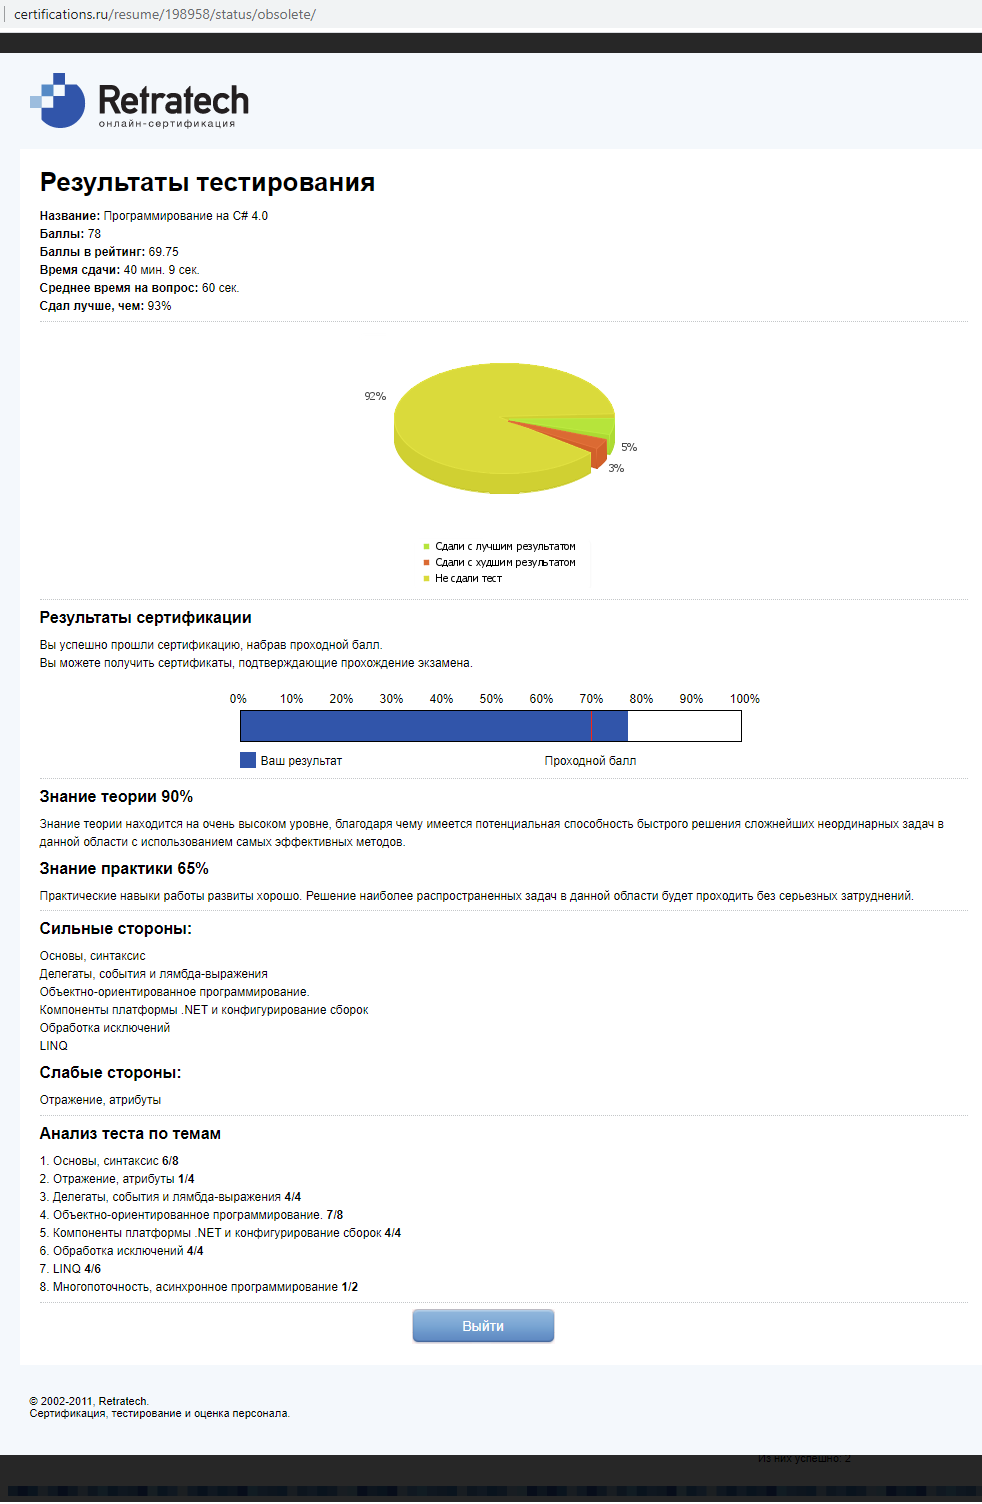 certifications.ru/resume/198958/status/obsolete/
Retratech
онлайн-сертификация
Результаты тестирования
Название: Программирование на C# 4.0
Баллы: 78
Баллы в рейтинг: 69.75
Время сдачи: 40 мин. 9 сек.
Среднее время на вопрос: 60 сек.
Сдал лучше, чем: 93%
92%
5%
3%
Сдали с лучшим результатом
Сдали с худшим результатом
Не сдали тест
Результаты сертификации
Вы успешно прошли сертификацию, набрав проходной балл.
Вы можете получить сертификаты, подтверждающие прохождение экзамена.
0% 10% 20% 30% 40% 50% 60% 70% 80% 90% 100%
Ваш результат Проходной балл
Знание теории 90%
Знание теории находится на очень высоком уровне, благодаря чему имеется потенциальная способность быстрого решения сложнейших неординарных задач в
данной области с использованием самых эффективных методов.
Знание практики 65%
Практические навыки работы развиты хорошо. Решение наиболее распространенных задач в данной области будет проходить без серьезных затруднений.
Сильные стороны:
Основы, синтаксис
Делегаты, события и лямбда-выражения
Объектно-ориентированное программирование.
Компоненты платформы .NET и конфигурирование сборок
Обработка исключений
LINQ
Слабые стороны:
Отражение, атрибуты
Анализ теста по темам
1. Основы, синтаксис 6/8
2. Отражение, атрибуты 1/4
3. Делегаты, события и лямбда-выражения 4/4
4. Объектно-ориентированное программирование. 7/8
5. Компоненты платформы .NET и конфигурирование сборок 4/4
6. Обработка исключений 4/4
7. LINQ 4/6
8. Многопоточность, асинхронное программирование 1/2
Выйти
© 2002-2011, Retratech.
Сертификация, тестирование и оценка персонала.
Из них успешно: 2